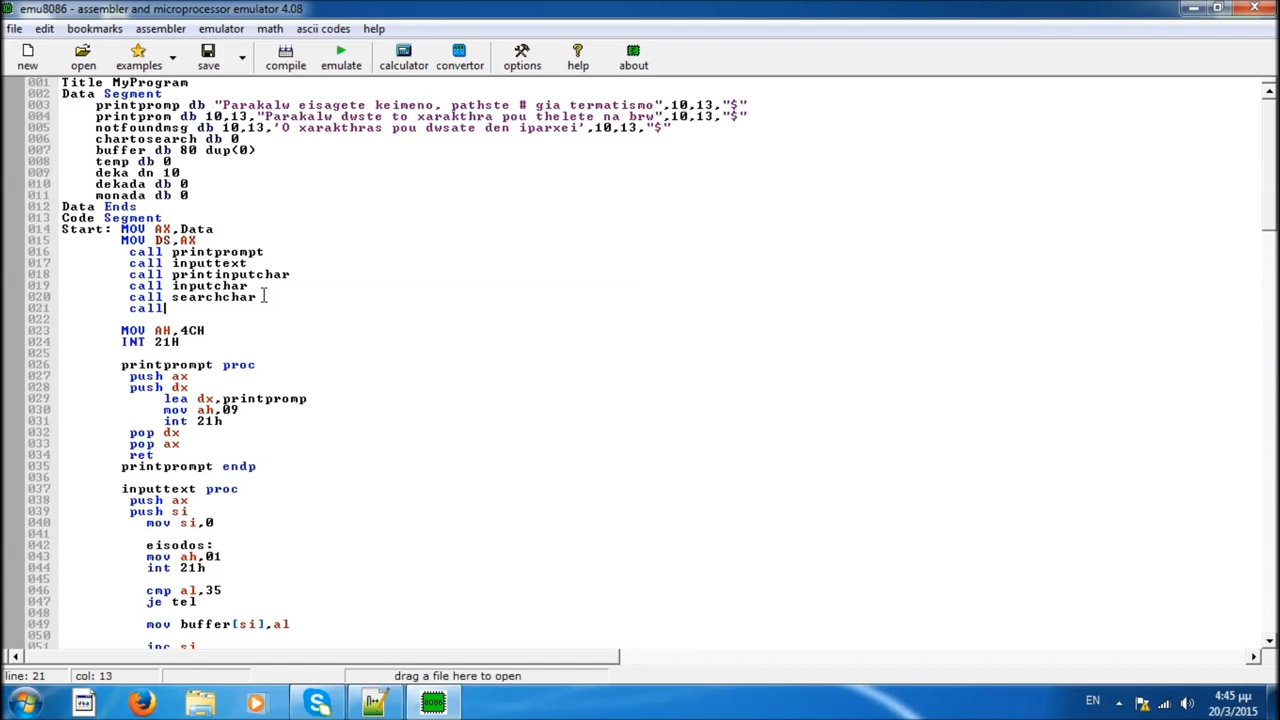 emu8086 - assembler and microprocessor emulator 4.08
file edit bookmarks assembler emulator math ascii codes help
new open examples save compile emulate calculator convertor options help about
001 Title MyProgram
002 Data Segment
003 printpromp db "Parakalw eisagete keimeno, pathste # gia termatismo",10,13,"$"
004 printprom db 10,13,"Parakalw dwste to xarakthra pou thelete na brw",10,13,"$"
005 notfoundmsg db 10,13,'O xarakthras pou dwsate den iparxei',10,13,"$"
006 chartosearch db 0
007 buffer db 80 dup(0)
008 temp db 0
009 deka dn 10
010 dekada db 0
011 monada db 0
012 Data Ends
013 Code Segment
014 Start: MOV AX,Data
015 MOV DS,AX
016 call printprompt
017 call inputtext
018 call printinputchar
019 call inputchar
020 call searchchar
021 call
022
023 MOV AH,4CH
024 INT 21H
025
026 printprompt proc
027 push ax
028 push dx
029 lea dx,printpromp
030 mov ah,09
031 int 21h
032 pop dx
033 pop ax
034 ret
035 printprompt endp
036
037 inputtext proc
038 push ax
039 push si
040 mov si,0
041
042 eisodos:
043 mov ah,01
044 int 21h
045
046 cmp al,35
047 je tel
048
049 mov buffer[si],al
050
051 inc si
line: 21 col: 13 drag a file here to open
8086
EN 4:45 μμ
20/3/2015